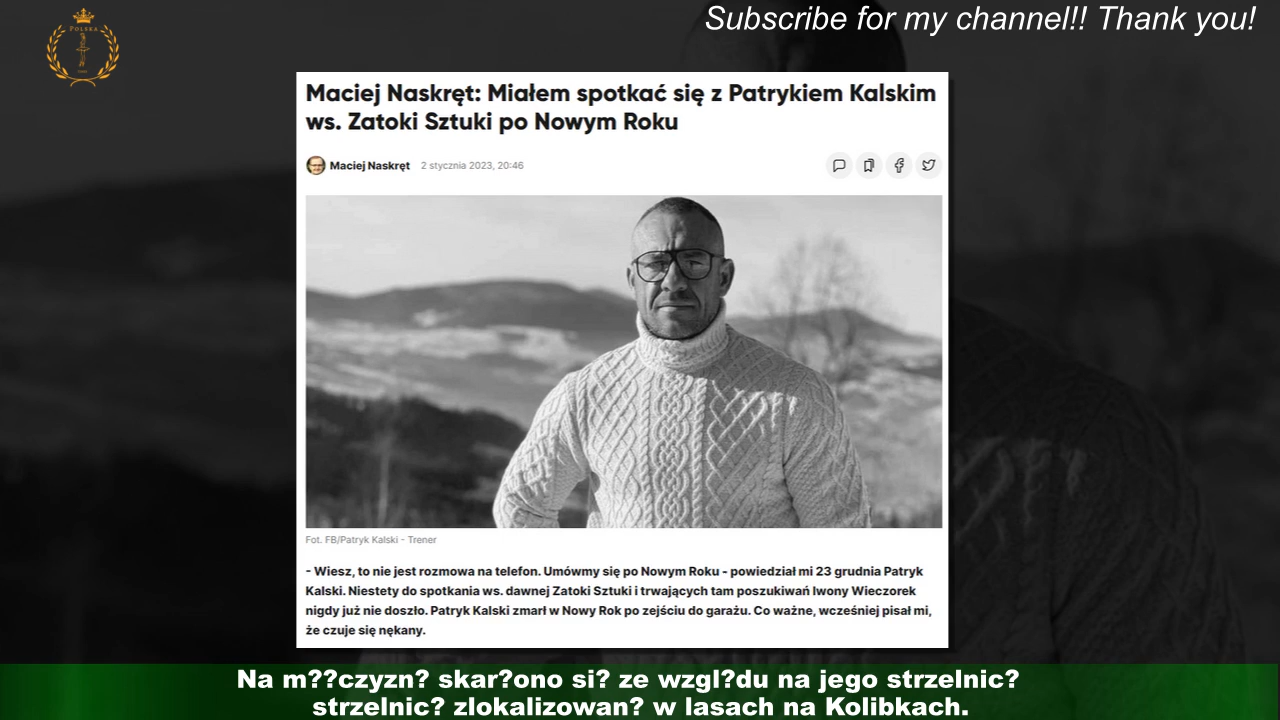 POLSKA
Subscribe for my channel!! Thank you!
Maciej Naskręt: Miałem spotkać się z Patrykiem Kalskim
ws. Zatoki Sztuki po Nowym Roku
Maciej Naskręt 2 stycznia 2023, 20:46
Fot. FB/Patryk Kalski - Trener
- Wiesz, to nie jest rozmowa na telefon. Umówmy się po Nowym Roku - powiedział mi 23 grudnia Patryk
Kalski. Niestety do spotkania ws. dawnej Zatoki Sztuki i trwających tam poszukiwań Iwony Wieczorek
nigdy już nie doszło. Patryk Kalski zmarł w Nowy Rok po zejściu do garażu. Co ważne, wcześniej pisał mi,
że czuje się nękany.
Na m??czyzn? skar?ono si? ze wzgl?du na jego strzelnic?
strzelnic? zlokalizowan? w lasach na Kolibkach.